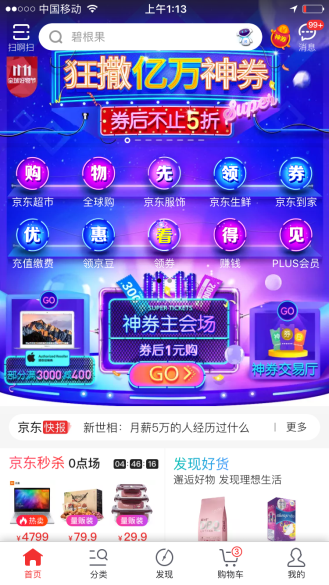 中国移动
上午1:13
扫啊扫
碧根果
神券
99+
消息
11.11
全球好物节
狂撒亿万神券
券后不止5折
Super
购 物 先 领 券
京东超市 全球购 京东服饰 京东生鲜 京东到家
优 惠 看 得 见
充值缴费 领京豆 领券 赚钱 PLUS会员
GO
SUPER TICKETS
神券主会场
券后1元购
GO>
部分满3000减400
GO
神券交易厅
京东快报 新世相：月薪5万的人经历过什么 更多
京东秒杀 0点场 04:46:16
热卖 量贩装 量贩装
¥4799 ¥79.9 ¥29.9
发现好货
邂逅好物 发现理想生活
首页 分类 发现 购物车 3 我的